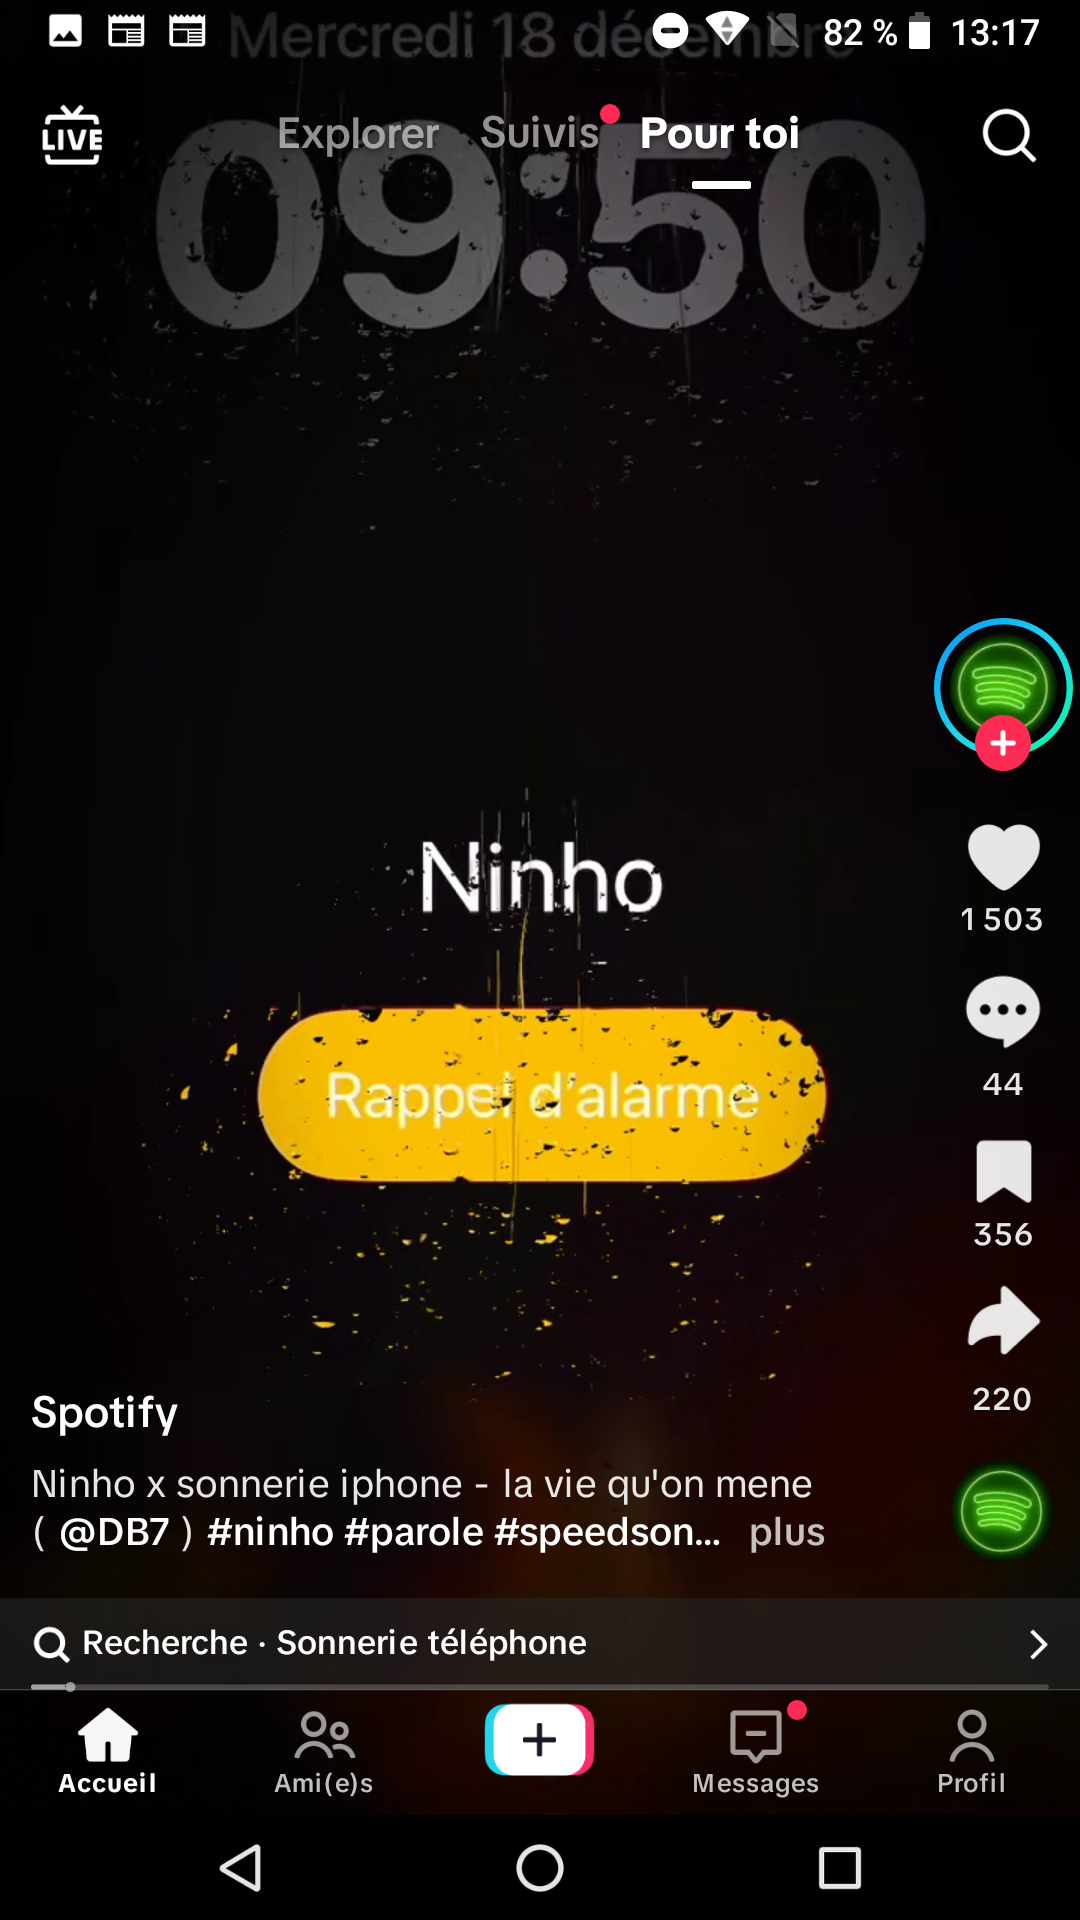 Mercredi 18 décembre
82 %
13:17
LIVE
Explorer
Suivis
Pour toi
09:50
Ninho
1 503
Rappel d'alarme
44
356
220
Spotify
Ninho x sonnerie iphone - la vie qu'on mene
( @DB7 ) #ninho #parole #speedson... plus
Recherche · Sonnerie téléphone
Accueil
Ami(e)s
Messages
Profil